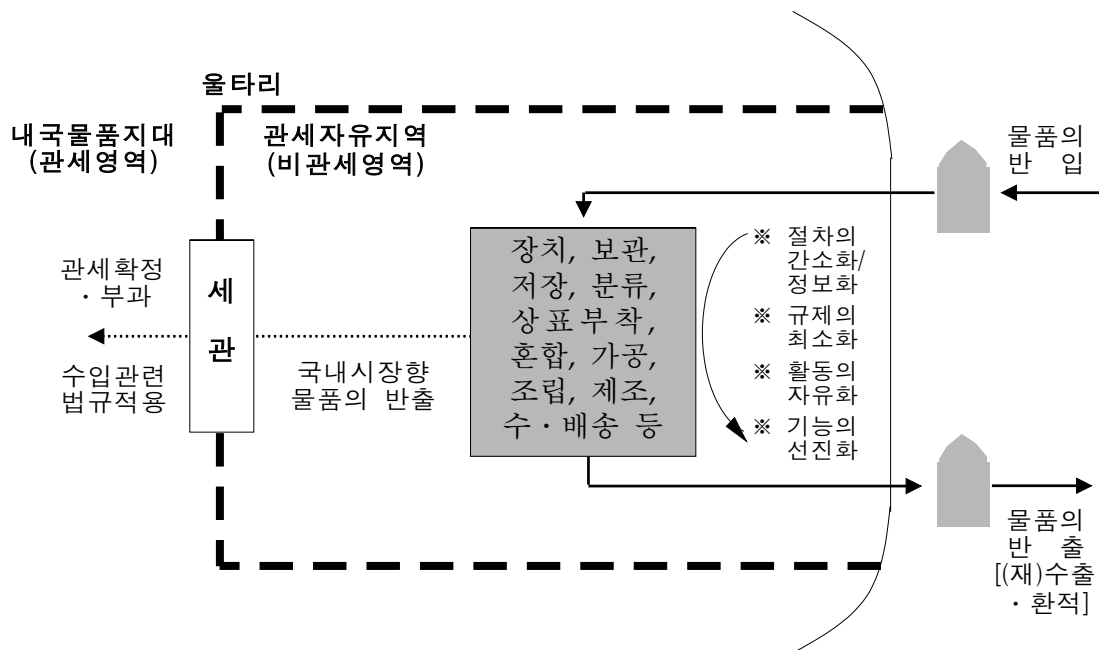 울타리
내국물품지대
(관세영역)
관세자유지역
(비관세영역)
물품의
반 입
장치, 보관,
저장, 분류,
상표부착,
혼합, 가공,
조립, 제조,
수·배송 등
※ 절차의
간소화/
정보화
※ 규제의
최소화
※ 활동의
자유화
※ 기능의
선진화
관세확정
·부과
세
관
수입관련
법규적용
국내시장향
물품의 반출
물품의
반 출
[(재)수출
·환적]